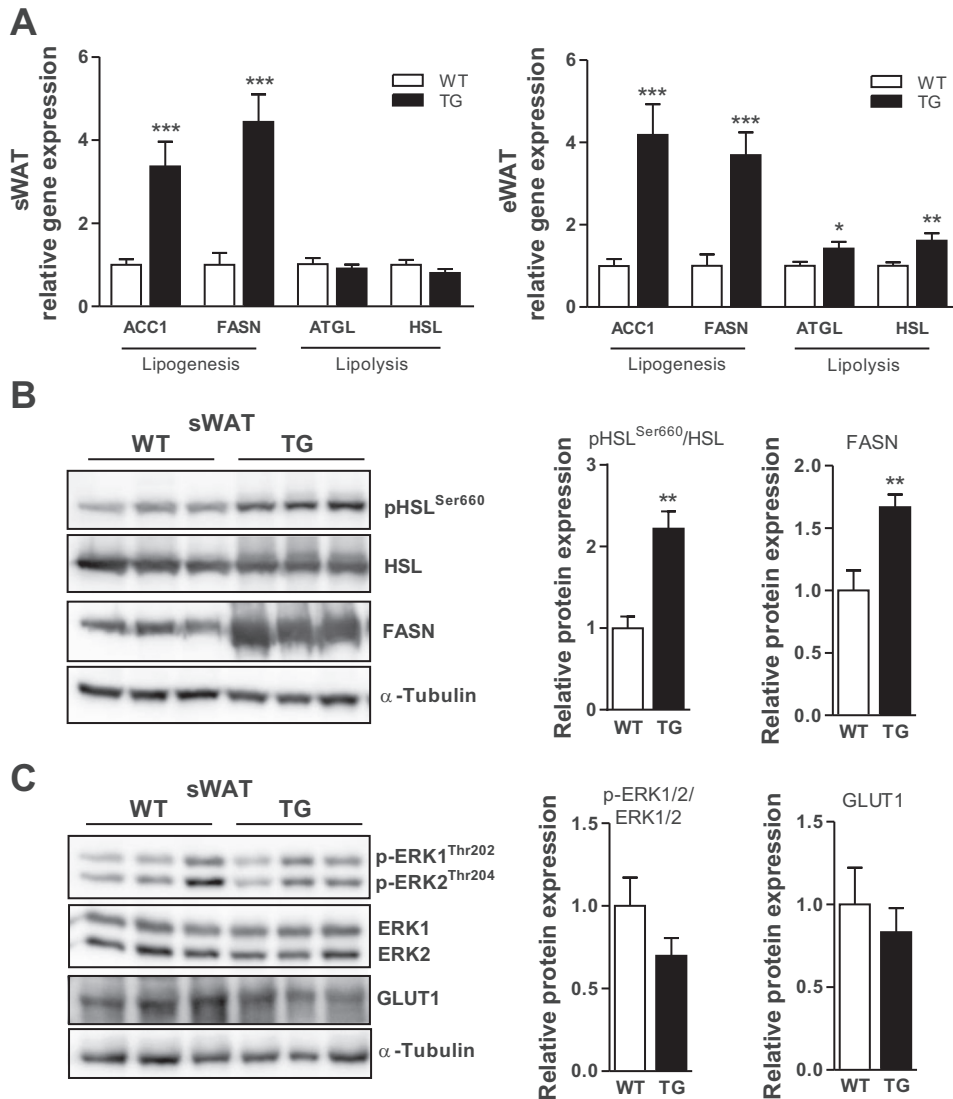 A
sWAT
relative gene expression
6
4
2
0
WT
TG
***
***
ACC1 FASN ATGL HSL
Lipogenesis Lipolysis
eWAT
relative gene expression
6
4
2
0
WT
TG
***
***
*
**
ACC1 FASN ATGL HSL
Lipogenesis Lipolysis
B
sWAT
WT TG
pHSL^Ser660
HSL
FASN
α-Tubulin
pHSL^Ser660/HSL
Relative protein expression
3
2
1
0
**
WT TG
FASN
Relative protein expression
2.0
1.5
1.0
0.5
0.0
**
WT TG
C
sWAT
WT TG
p-ERK1^Thr202
p-ERK2^Thr204
ERK1
ERK2
GLUT1
α-Tubulin
p-ERK1/2/
ERK1/2
Relative protein expression
1.5
1.0
0.5
0.0
WT TG
GLUT1
Relative protein expression
1.5
1.0
0.5
0.0
WT TG